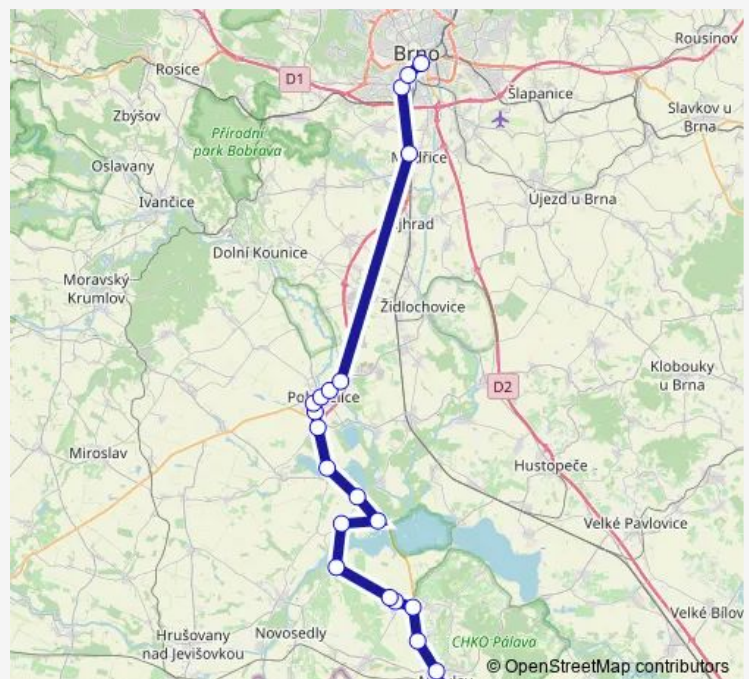 Brno
Rousínov
Rosice
D1
Šlapanice
Zbýšov
Slavkov u
Brna
Přírodní
park Bobrava
Oslavany
Ivančice
Újezd u Brna
Dolní Kounice
Moravský
Krumlov
Židlochovice
Klobouky
u Brna
D2
Miroslav
Hustopeče
Velké Pavlovice
Velké Bílov
Hrušovany
nad Jevišovkou
Novosedly
CHKO Pálava
© OpenStreetMap contributors